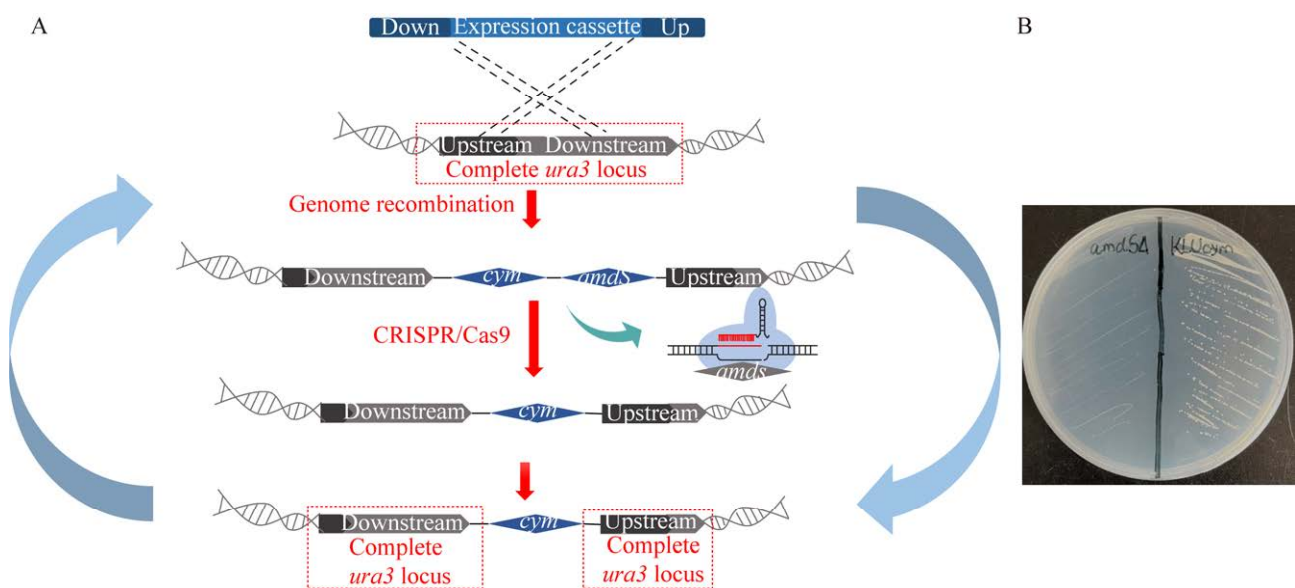 A
B
Down Expression cassette Up
Upstream Downstream
Complete ura3 locus
Genome recombination
Downstream cym amdS Upstream
CRISPR/Cas9
amds
Downstream cym Upstream
Downstream cym Upstream
Complete
ura3 locus
Complete
ura3 locus
amdSΔ KLUcym